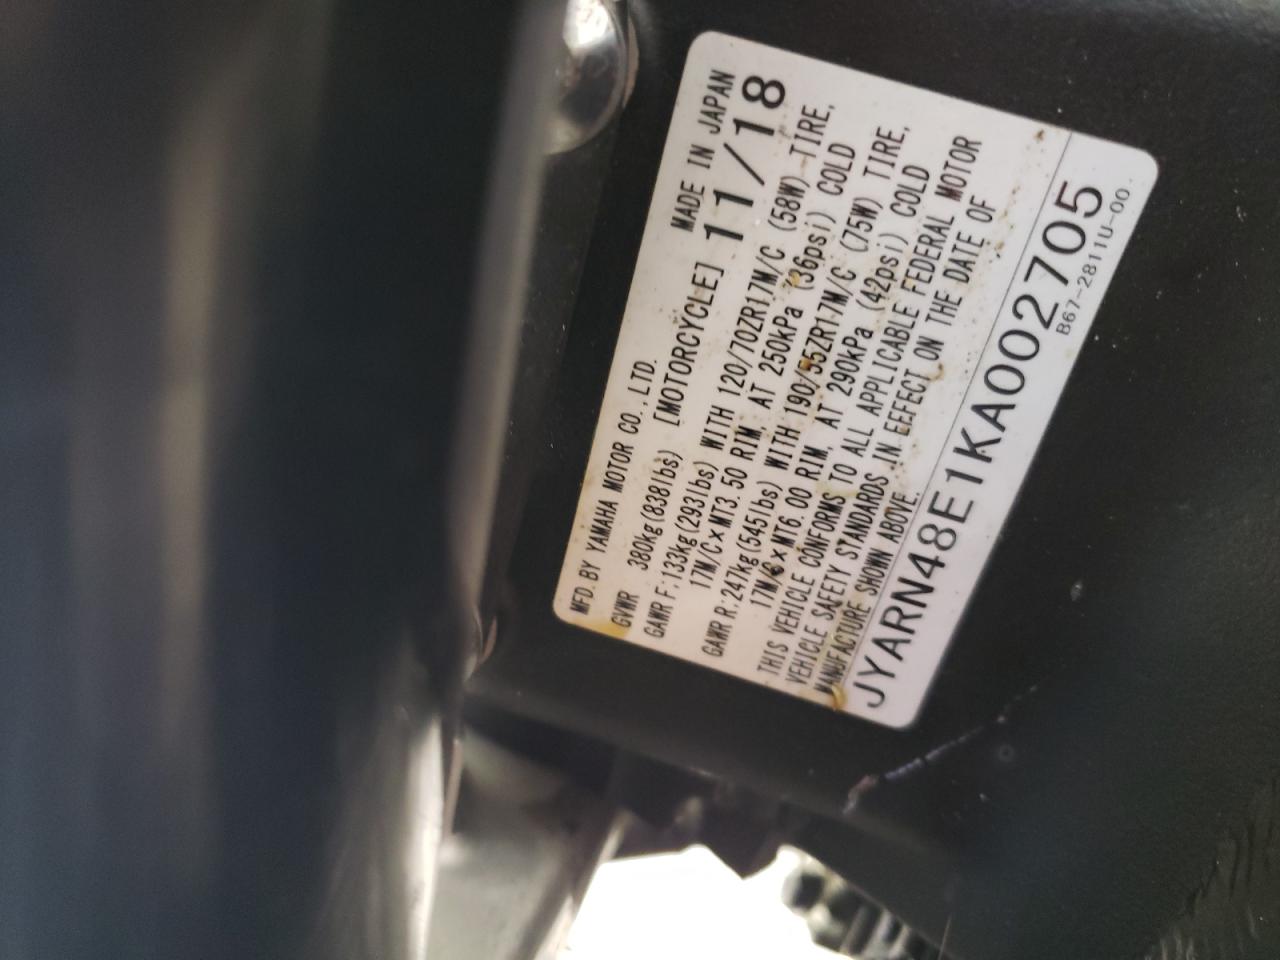 MFD. BY YAMAHA MOTOR CO., LTD. MADE IN JAPAN
GVWR 380kg(838lbs) [MOTORCYCLE] 11/18
GAWR F;133kg(293lbs) WITH 120/70ZR17M/C (58W) TIRE,
17M/C×MT3.50 RIM, AT 250kPa (36psi) COLD
GAWR R;247kg(545lbs) WITH 190/55ZR17M/C (75W) TIRE,
17M/C×MT6.00 RIM, AT 290kPa (42psi) COLD
THIS VEHICLE CONFORMS TO ALL APPLICABLE FEDERAL MOTOR
VEHICLE SAFETY STANDARDS IN EFFECT ON THE DATE OF
MANUFACTURE SHOWN ABOVE.
JYARN48E1KA002705
B67-2811U-00